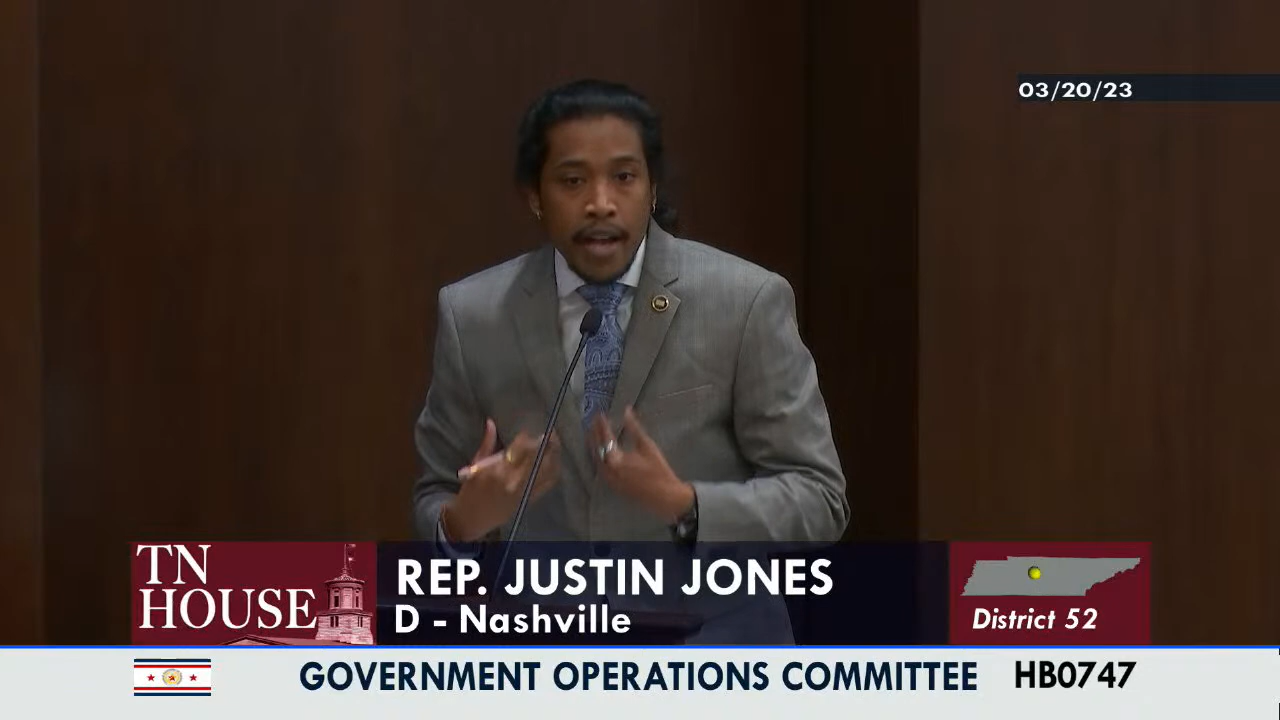 03/20/23
TN
HOUSE
REP. JUSTIN JONES
D - Nashville
District 52
GOVERNMENT OPERATIONS COMMITTEE
HB0747